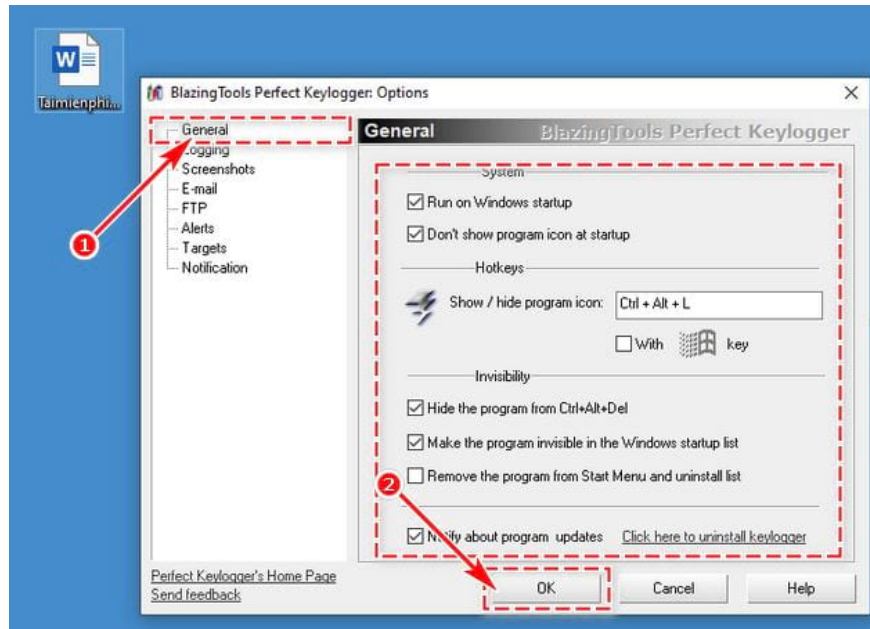 W
Taimienphi...
BlazingTools Perfect Keylogger: Options
General
Logging
Screenshots
E-mail
FTP
Alerts
Targets
Notification
General
BlazingTools Perfect Keylogger
System
Run on Windows startup
Don't show program icon at startup
Hotkeys
Show / hide program icon: Ctrl + Alt + L
With key
Invisibility
Hide the program from Ctrl+Alt+Del
Make the program invisible in the Windows startup list
Remove the program from Start Menu and uninstall list
Notify about program updates Click here to uninstall keylogger
Perfect Keylogger's Home Page
Send feedback
OK Cancel Help
1
2